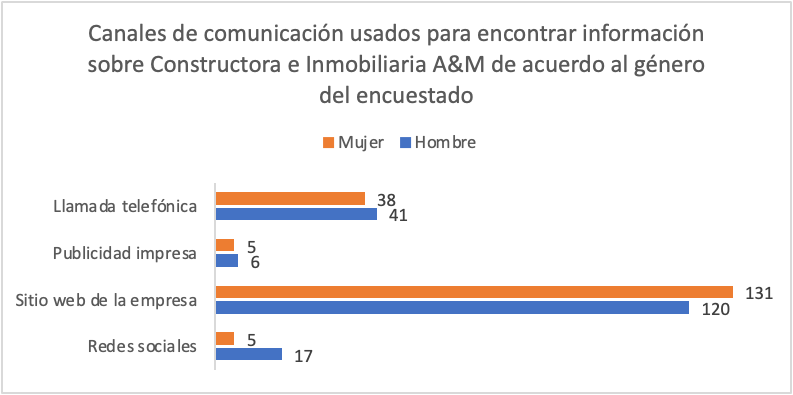 Canales de comunicación usados para encontrar información
sobre Constructora e Inmobiliaria A&M de acuerdo al género
del encuestado
Mujer Hombre
Llamada telefónica 38
41
Publicidad impresa 5
6
Sitio web de la empresa 131
120
Redes sociales 5
17